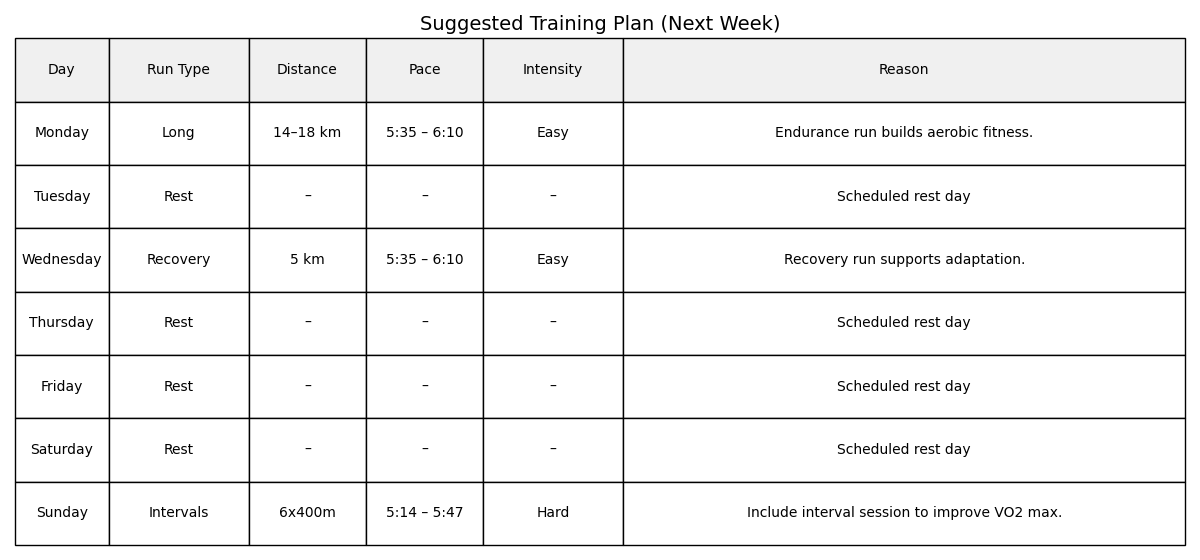 Suggested Training Plan (Next Week)
Day Run Type Distance Pace Intensity Reason
Monday Long 14–18 km 5:35 – 6:10 Easy Endurance run builds aerobic fitness.
Tuesday Rest – – – Scheduled rest day
Wednesday Recovery 5 km 5:35 – 6:10 Easy Recovery run supports adaptation.
Thursday Rest – – – Scheduled rest day
Friday Rest – – – Scheduled rest day
Saturday Rest – – – Scheduled rest day
Sunday Intervals 6x400m 5:14 – 5:47 Hard Include interval session to improve VO2 max.